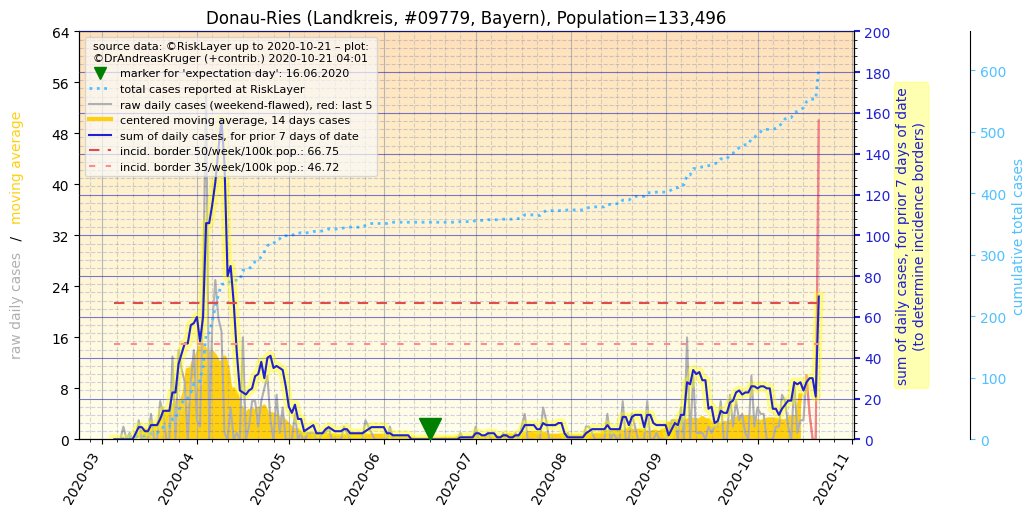 Donau-Ries (Landkreis, #09779, Bayern), Population=133,496
source data: ©RiskLayer up to 2020-10-21 – plot:
©DrAndreasKruger (+contrib.) 2020-10-21 04:01
marker for 'expectation day': 16.06.2020
total cases reported at RiskLayer
raw daily cases (weekend-flawed), red: last 5
centered moving average, 14 days cases
sum of daily cases, for prior 7 days of date
incid. border 50/week/100k pop.: 66.75
incid. border 35/week/100k pop.: 46.72
raw daily cases / moving average
64
56
48
40
32
24
16
8
0
200
180
160
140
120
100
80
60
40
20
0
sum of daily cases, for prior 7 days of date
(to determine incidence borders)
600
500
400
300
200
100
0
cumulative total cases
2020-03
2020-04
2020-05
2020-06
2020-07
2020-08
2020-09
2020-10
2020-11